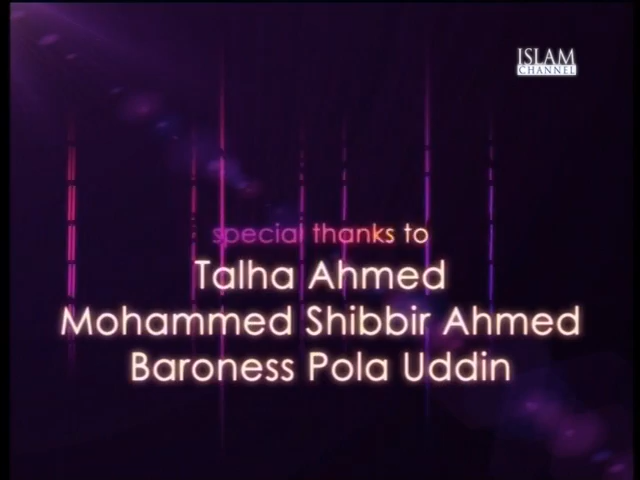 ISLAM
CHANNEL
special thanks to
Talha Ahmed
Mohammed Shibbir Ahmed
Baroness Pola Uddin